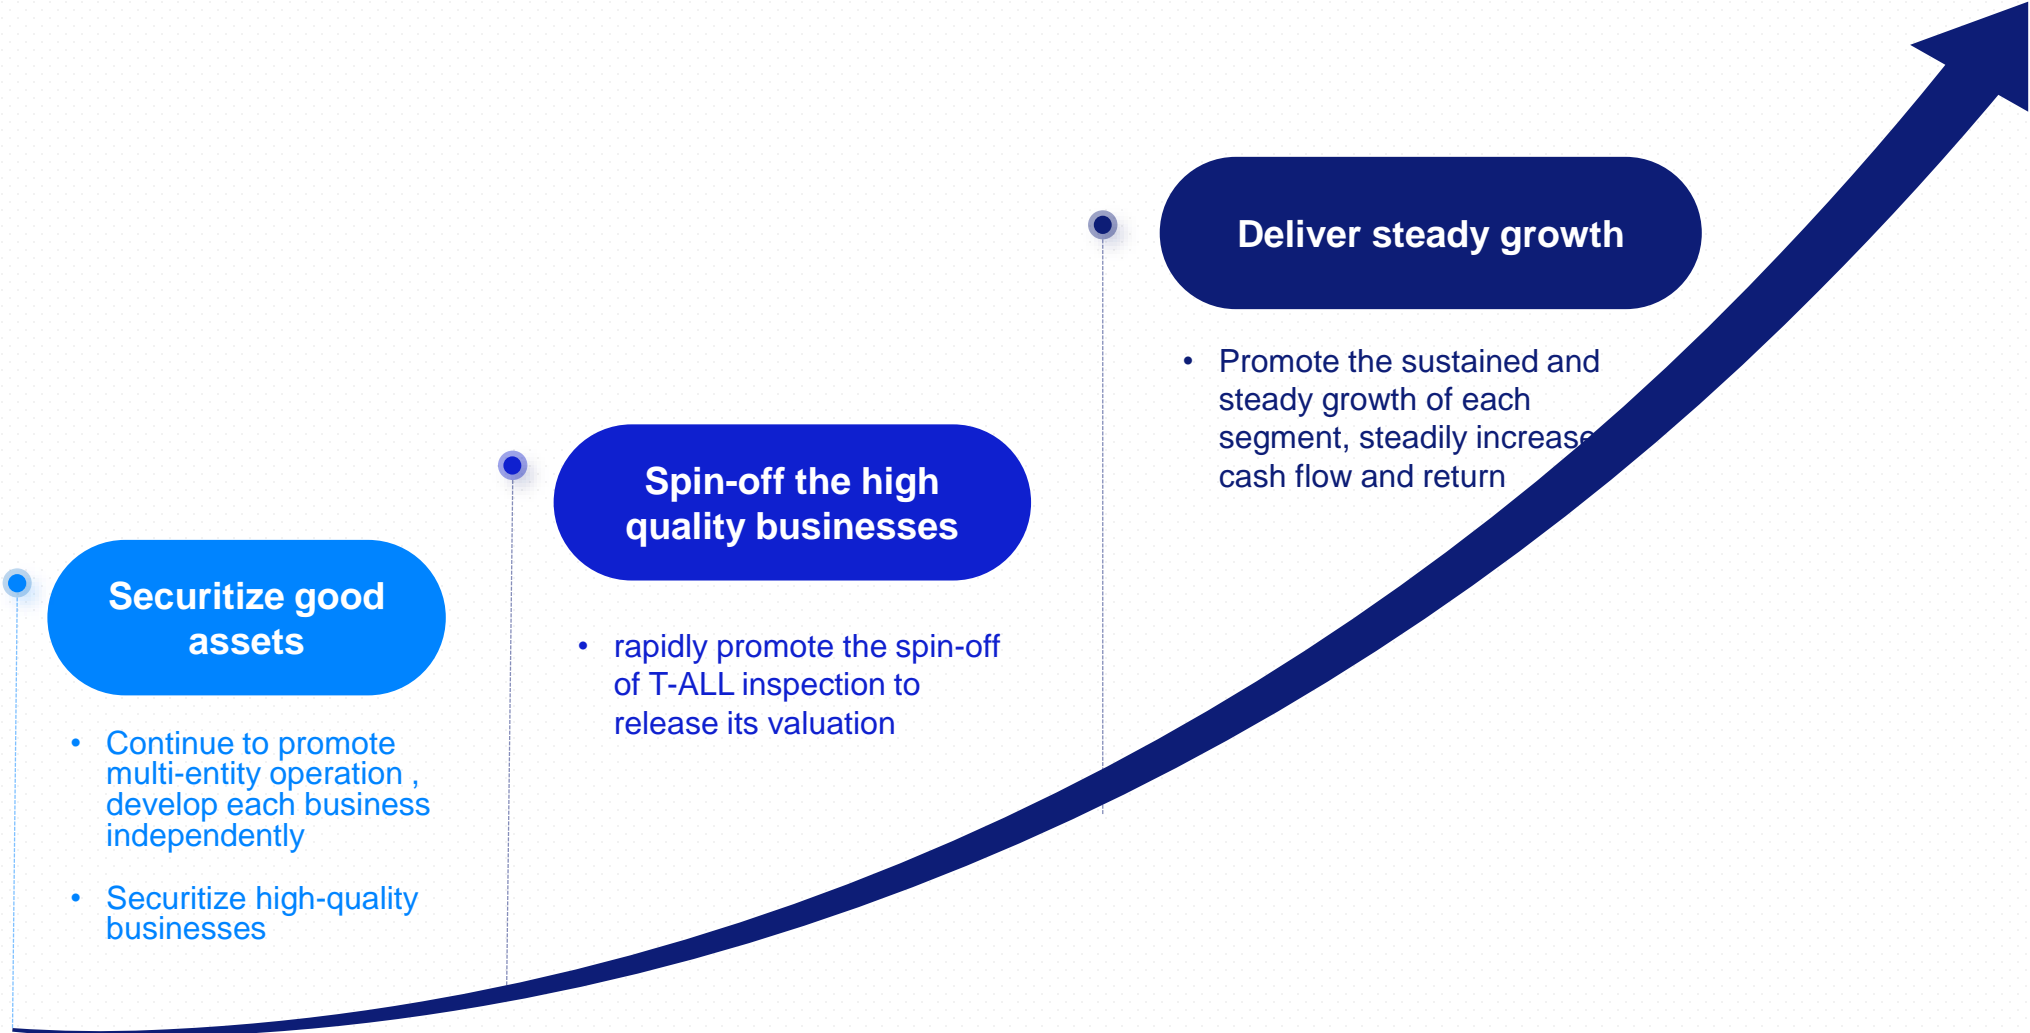 Securitize good
assets
• Continue to promote
multi-entity operation ,
develop each business
independently
• Securitize high-quality
businesses
Spin-off the high
quality businesses
• rapidly promote the spin-off
of T-ALL inspection to
release its valuation
Deliver steady growth
• Promote the sustained and
steady growth of each
segment, steadily increase
cash flow and return